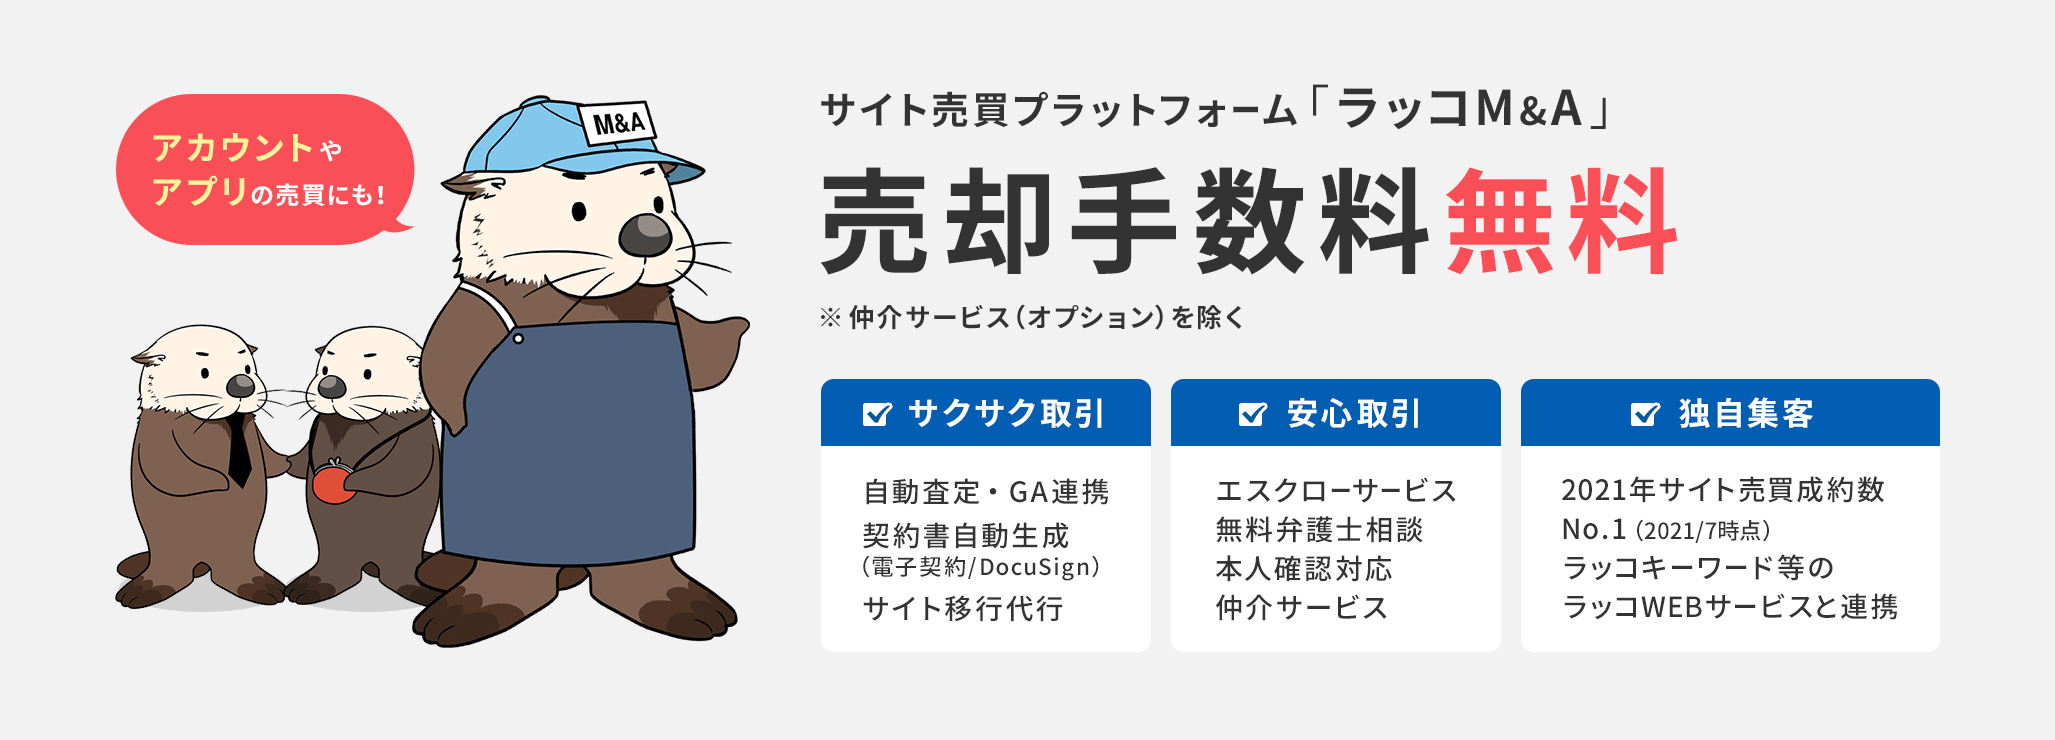 アカウントや
アプリの売買にも!
M&A
サイト売買プラットフォーム「ラッコM&A」
売却手数料無料
※ 仲介サービス（オプション）を除く
サクサク取引
自動査定・GA連携
契約書自動生成
（電子契約/DocuSign）
サイト移行代行
安心取引
エスクローサービス
無料弁護士相談
本人確認対応
仲介サービス
独自集客
2021年サイト売買成約数
No.1（2021/7時点）
ラッコキーワード等の
ラッコWEBサービスと連携